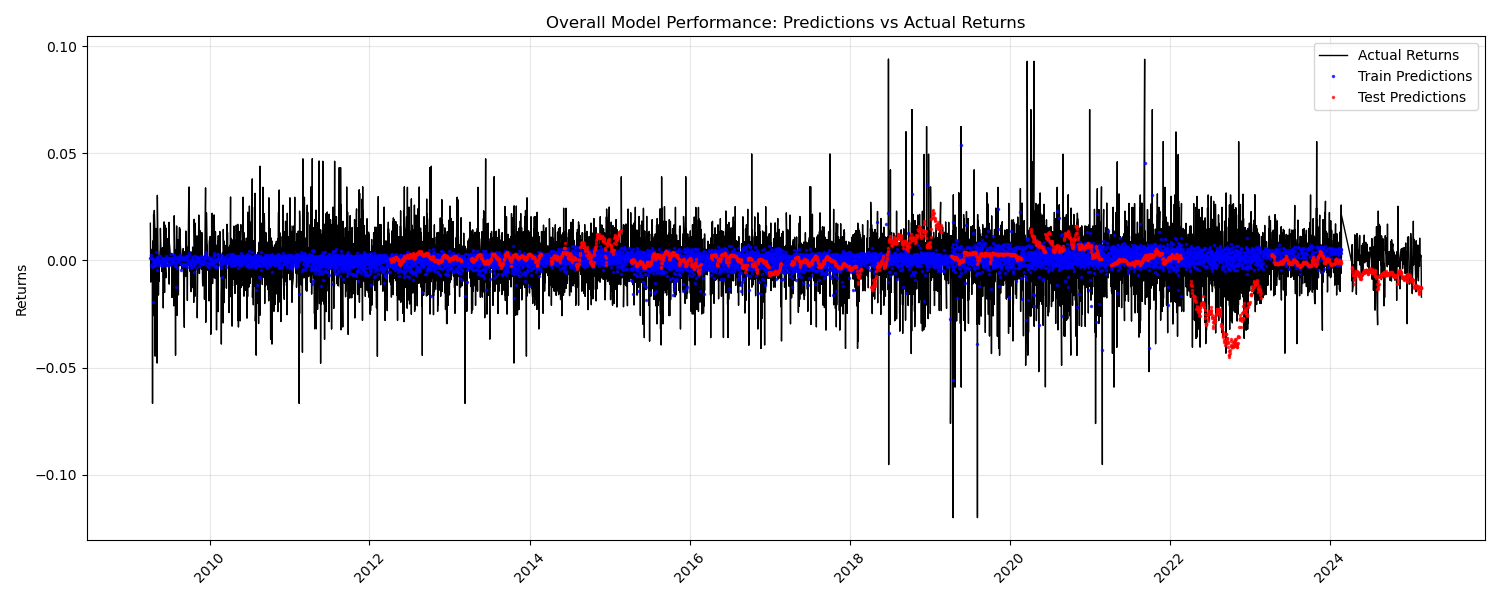 Overall Model Performance: Predictions vs Actual Returns
Actual Returns
Train Predictions
Test Predictions
Returns
0.10
0.05
0.00
−0.05
−0.10
2010
2012
2014
2016
2018
2020
2022
2024